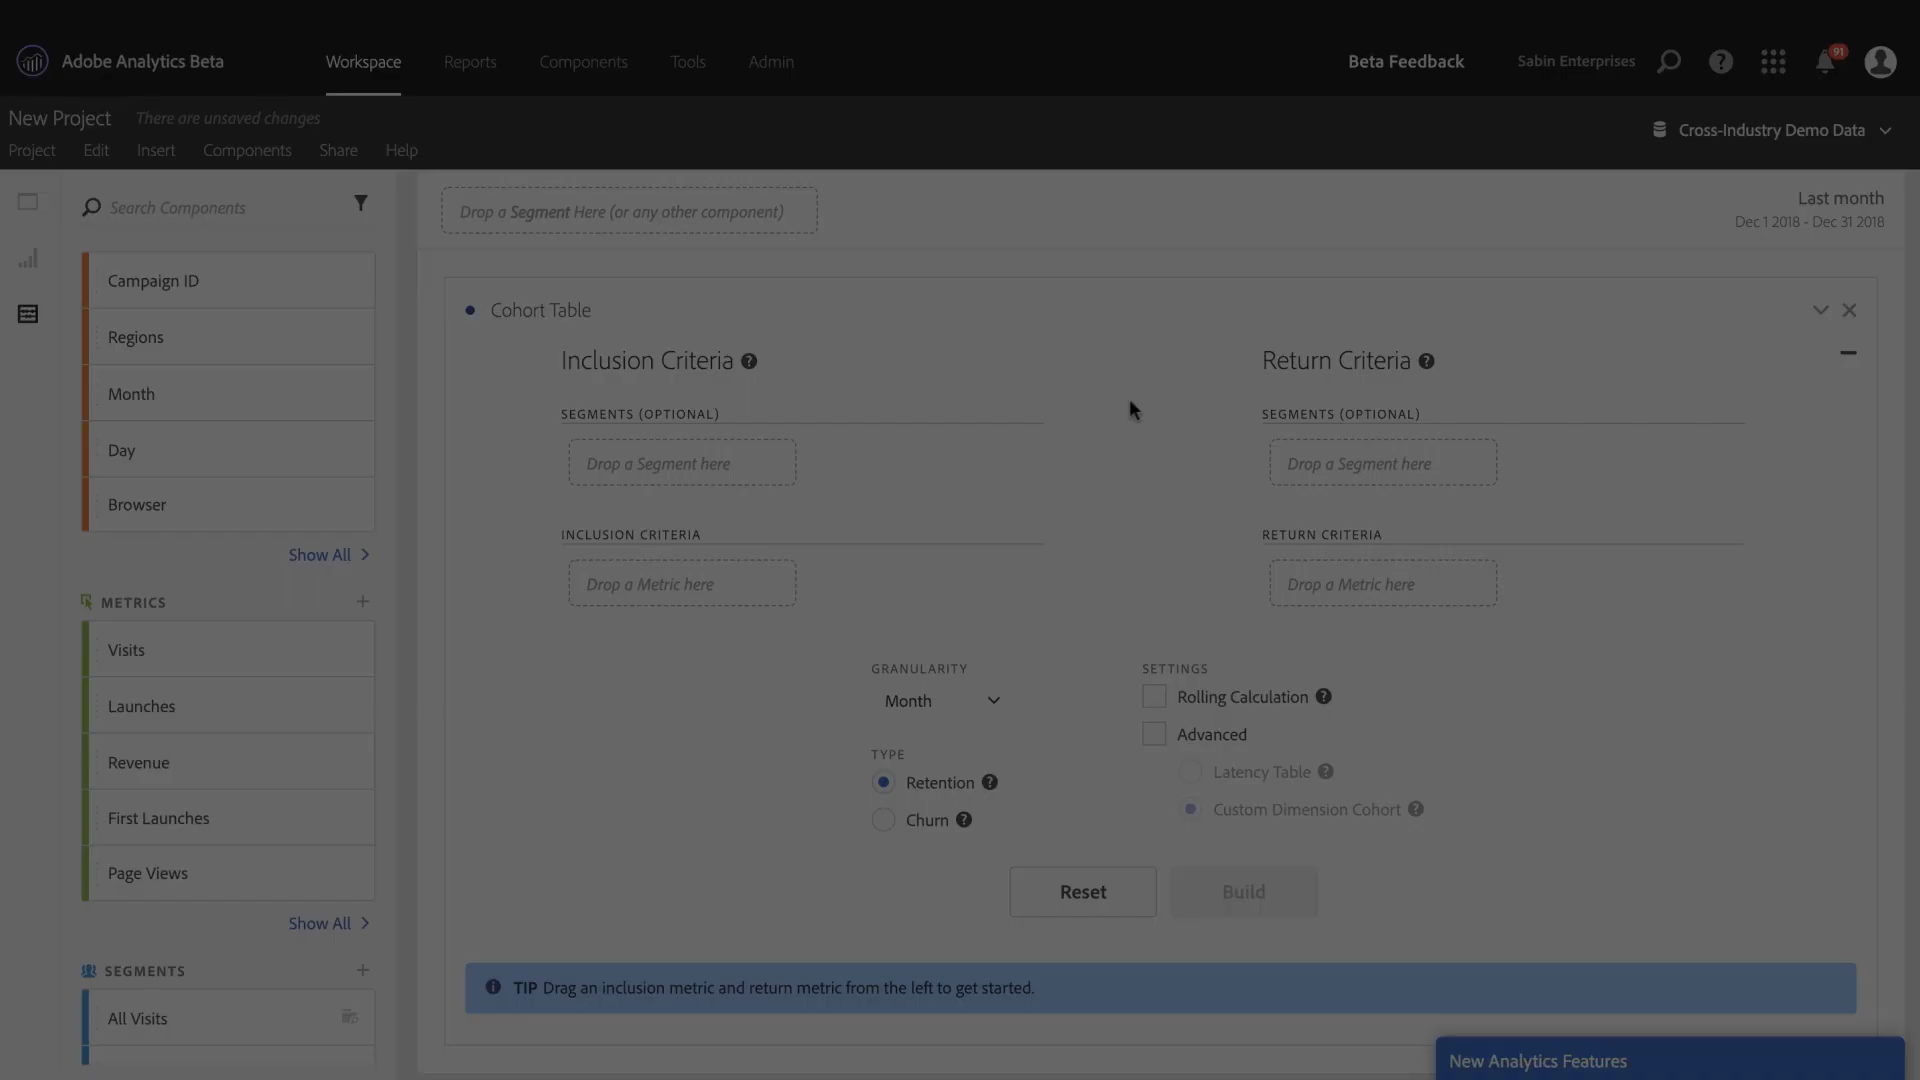 Adobe Analytics Beta
Workspace
Reports
Components
Tools
Admin
Beta Feedback
Sabin Enterprises
?
91
New Project
There are unsaved changes
Project
Edit
Insert
Components
Share
Help
Cross-Industry Demo Data
Search Components
Drop a Segment Here (or any other component)
Last month
Dec 1 2018 - Dec 31 2018
Campaign ID
Regions
Month
Day
Browser
Show All
METRICS
Visits
Launches
Revenue
First Launches
Page Views
Show All
SEGMENTS
All Visits
Cohort Table
Inclusion Criteria ?
SEGMENTS (OPTIONAL)
Drop a Segment here
INCLUSION CRITERIA
Drop a Metric here
Return Criteria ?
SEGMENTS (OPTIONAL)
Drop a Segment here
RETURN CRITERIA
Drop a Metric here
GRANULARITY
Month
TYPE
Retention ?
Churn ?
SETTINGS
Rolling Calculation ?
Advanced
Latency Table ?
Custom Dimension Cohort ?
Reset
Build
TIP Drag an inclusion metric and return metric from the left to get started.
New Analytics Features